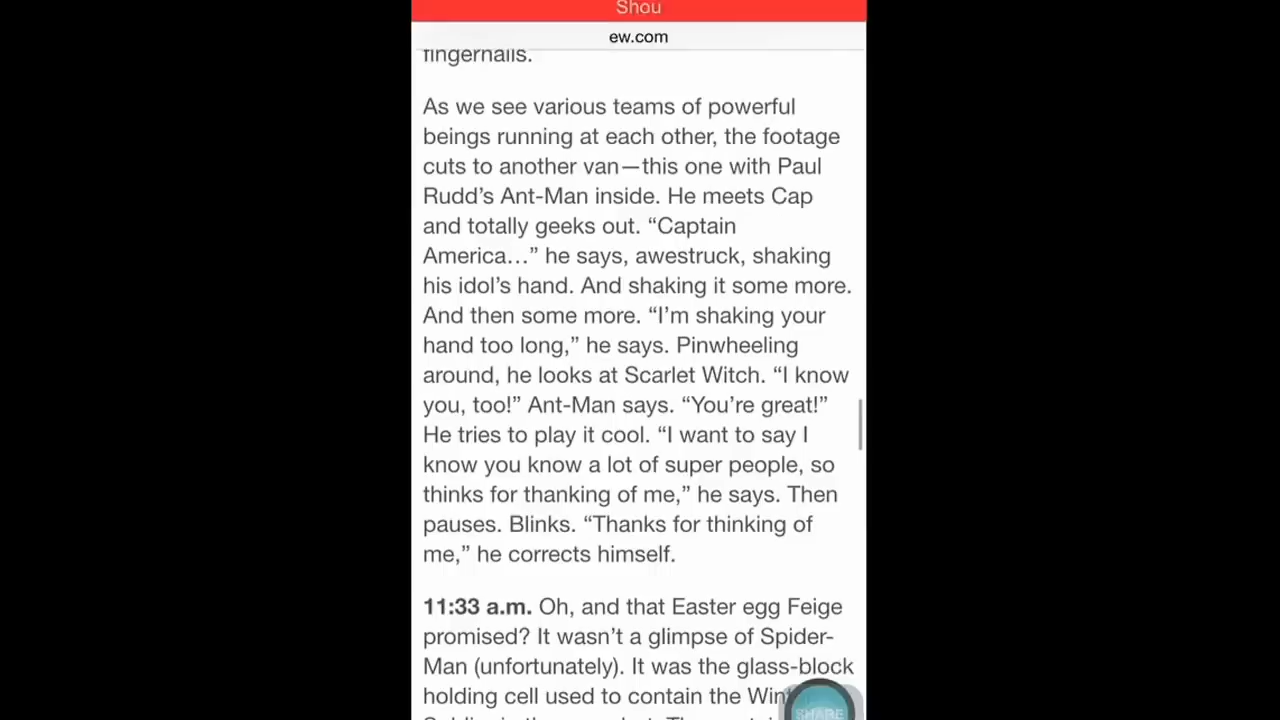 Shou
ew.com
fingernails.
As we see various teams of powerful
beings running at each other, the footage
cuts to another van—this one with Paul
Rudd’s Ant-Man inside. He meets Cap
and totally geeks out. “Captain
America…” he says, awestruck, shaking
his idol’s hand. And shaking it some more.
And then some more. “I’m shaking your
hand too long,” he says. Pinwheeling
around, he looks at Scarlet Witch. “I know
you, too!” Ant-Man says. “You’re great!”
He tries to play it cool. “I want to say I
know you know a lot of super people, so
thinks for thanking of me,” he says. Then
pauses. Blinks. “Thanks for thinking of
me,” he corrects himself.
11:33 a.m. Oh, and that Easter egg Feige
promised? It wasn’t a glimpse of Spider-
Man (unfortunately). It was the glass-block
holding cell used to contain the
SHARE